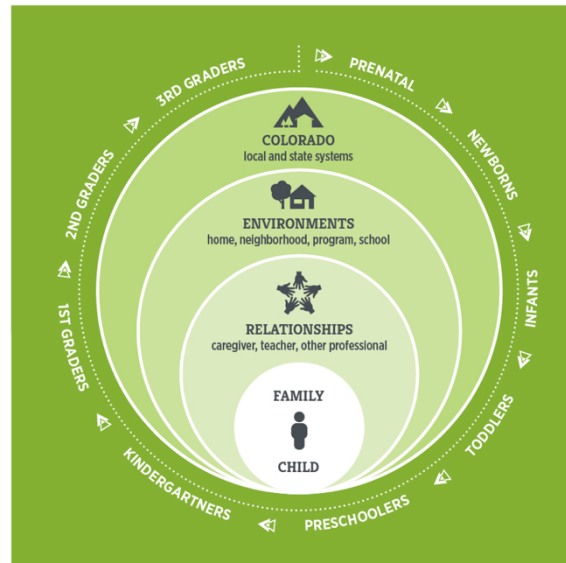 PRENATAL
NEWBORNS
INFANTS
TODDLERS
PRESCHOOLERS
KINDERGARTNERS
1ST GRADERS
2ND GRADERS
3RD GRADERS
COLORADO
local and state systems
ENVIRONMENTS
home, neighborhood, program, school
RELATIONSHIPS
caregiver, teacher, other professional
FAMILY
CHILD